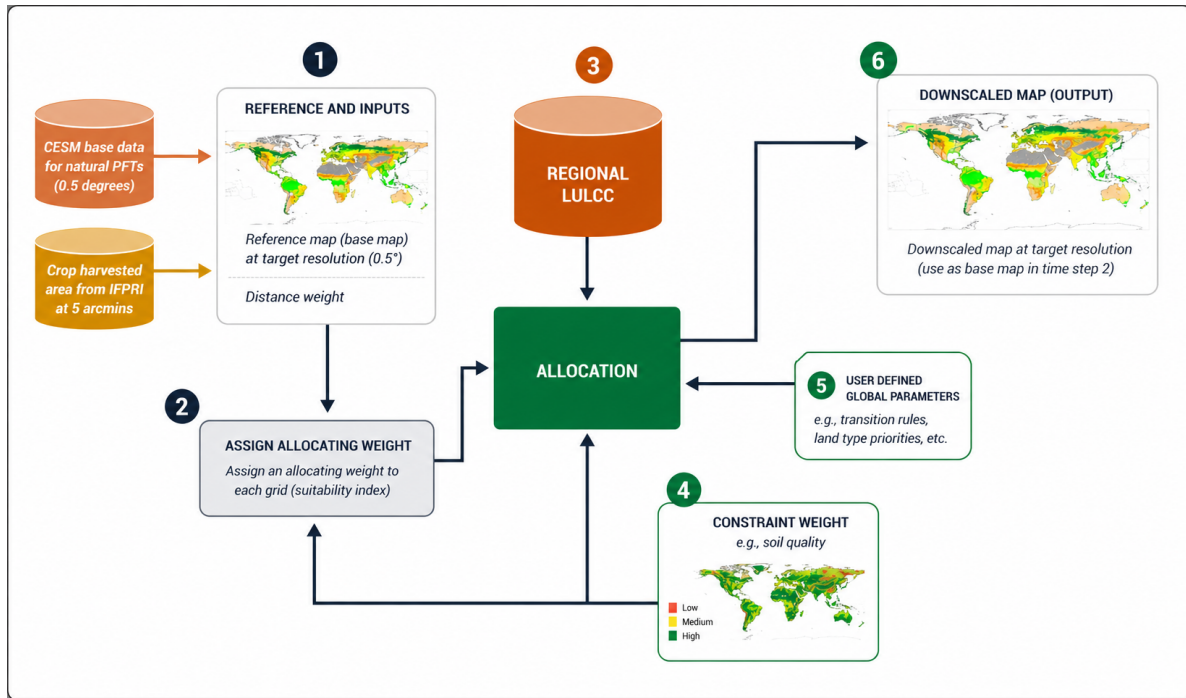 1
REFERENCE AND INPUTS
CESM base data
for natural PFTs
(0.5 degrees)
Crop harvested
area from IFPRI
at 5 arcmins
Reference map (base map)
at target resolution (0.5°)
Distance weight
2
ASSIGN ALLOCATING WEIGHT
Assign an allocating weight to
each grid (suitability index)
3
REGIONAL
LULCC
ALLOCATION
4
CONSTRAINT WEIGHT
e.g., soil quality
Low
Medium
High
5
USER DEFINED
GLOBAL PARAMETERS
e.g., transition rules,
land type priorities, etc.
6
DOWNSCALED MAP (OUTPUT)
Downscaled map at target resolution
(use as base map in time step 2)